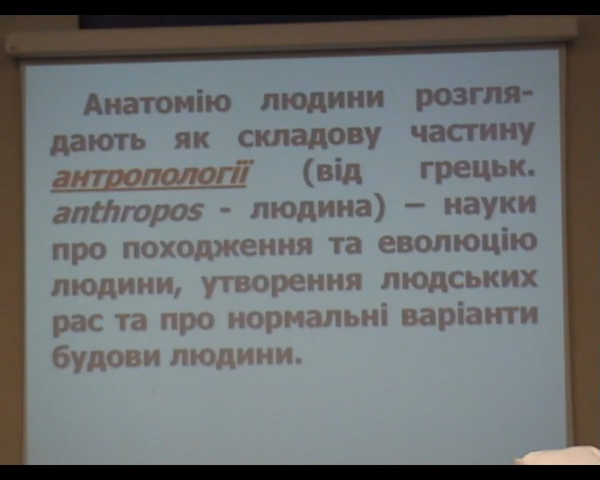 Анатомію людини розгля-
дають як складову частину
антропології (від грецьк.
anthropos - людина) – науки
про походження та еволюцію
людини, утворення людських
рас та про нормальні варіанти
будови людини.